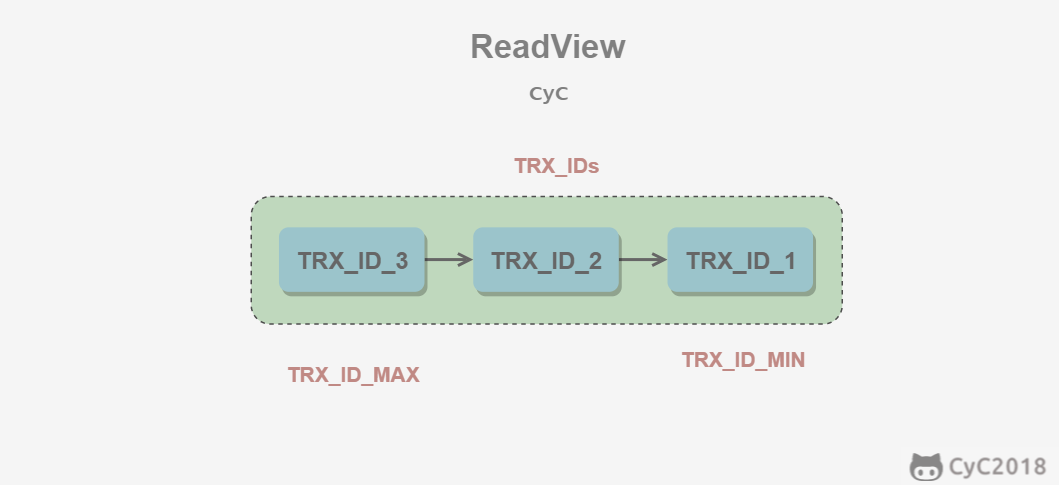 ReadView
CyC
TRX_IDs
TRX_ID_3
TRX_ID_2
TRX_ID_1
TRX_ID_MAX
TRX_ID_MIN
CyC2018